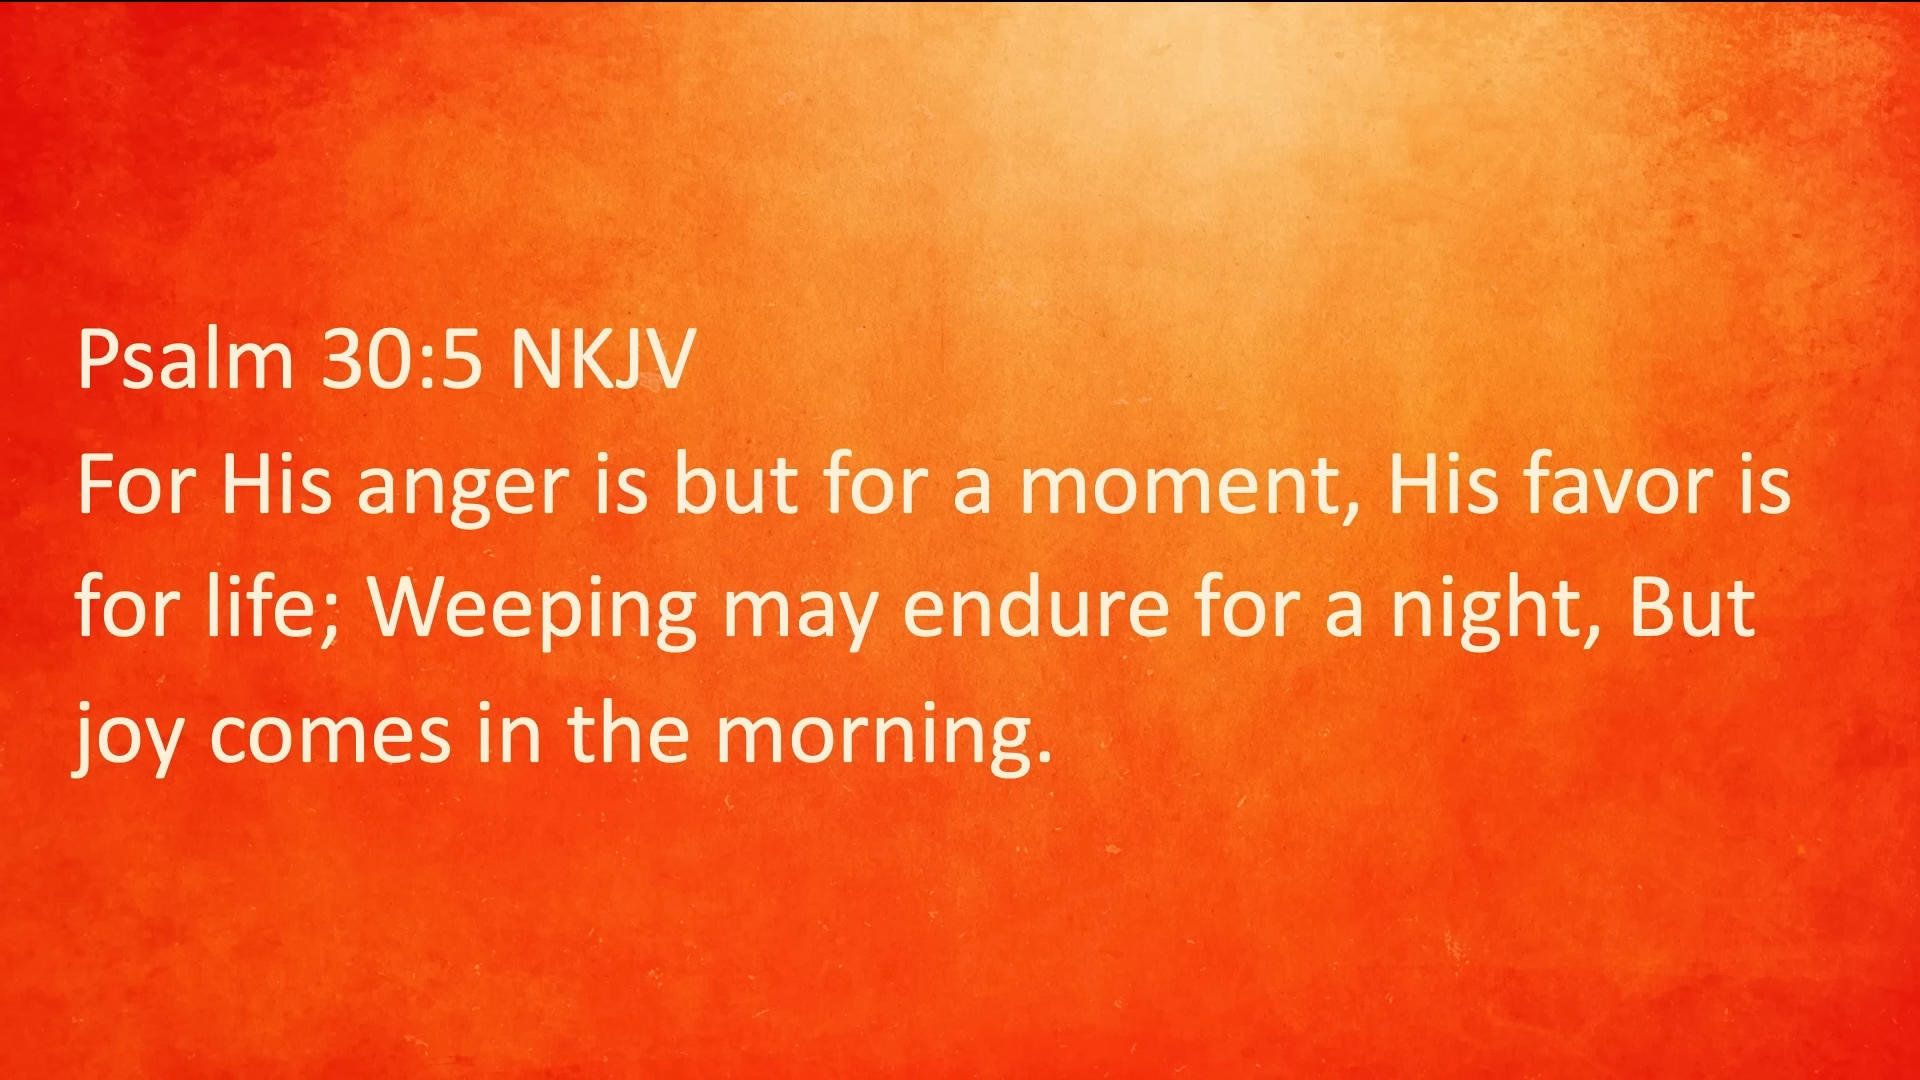 Psalm 30:5 NKJV
For His anger is but for a moment, His favor is
for life; Weeping may endure for a night, But
joy comes in the morning.